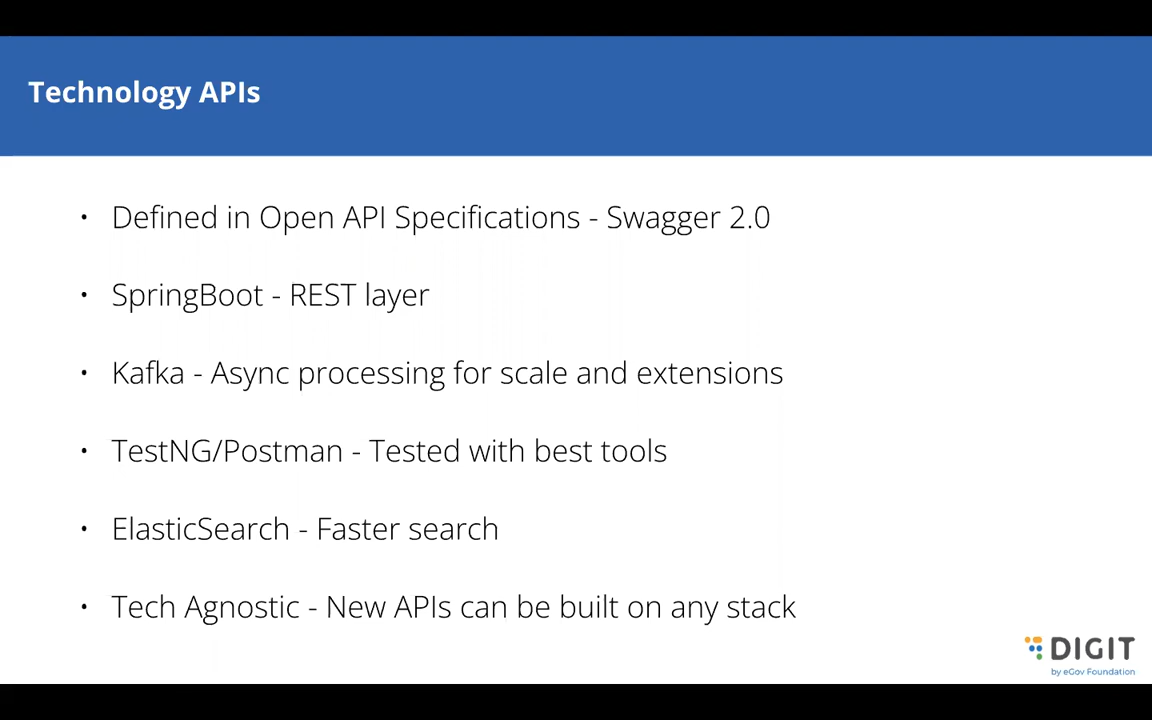 Technology APIs
• Defined in Open API Specifications - Swagger 2.0
• SpringBoot - REST layer
• Kafka - Async processing for scale and extensions
• TestNG/Postman - Tested with best tools
• ElasticSearch - Faster search
• Tech Agnostic - New APIs can be built on any stack
DIGIT
by eGov Foundation